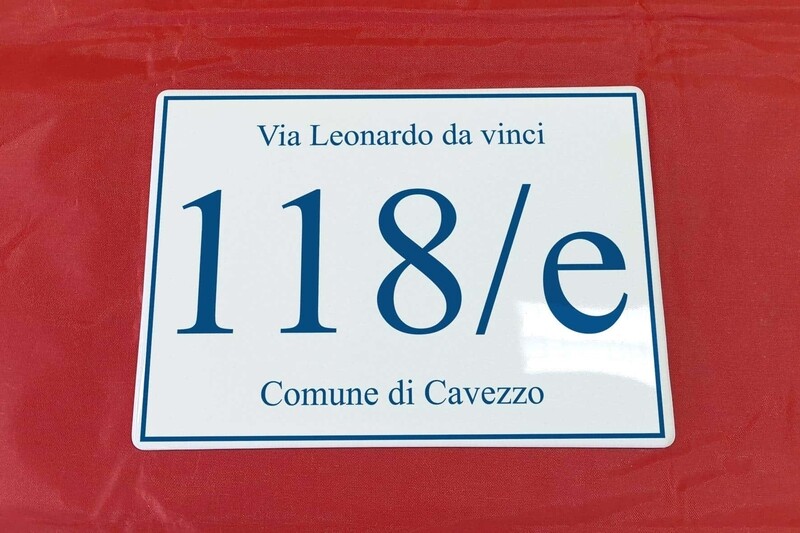 Via Leonardo da vinci
118/e
Comune di Cavezzo